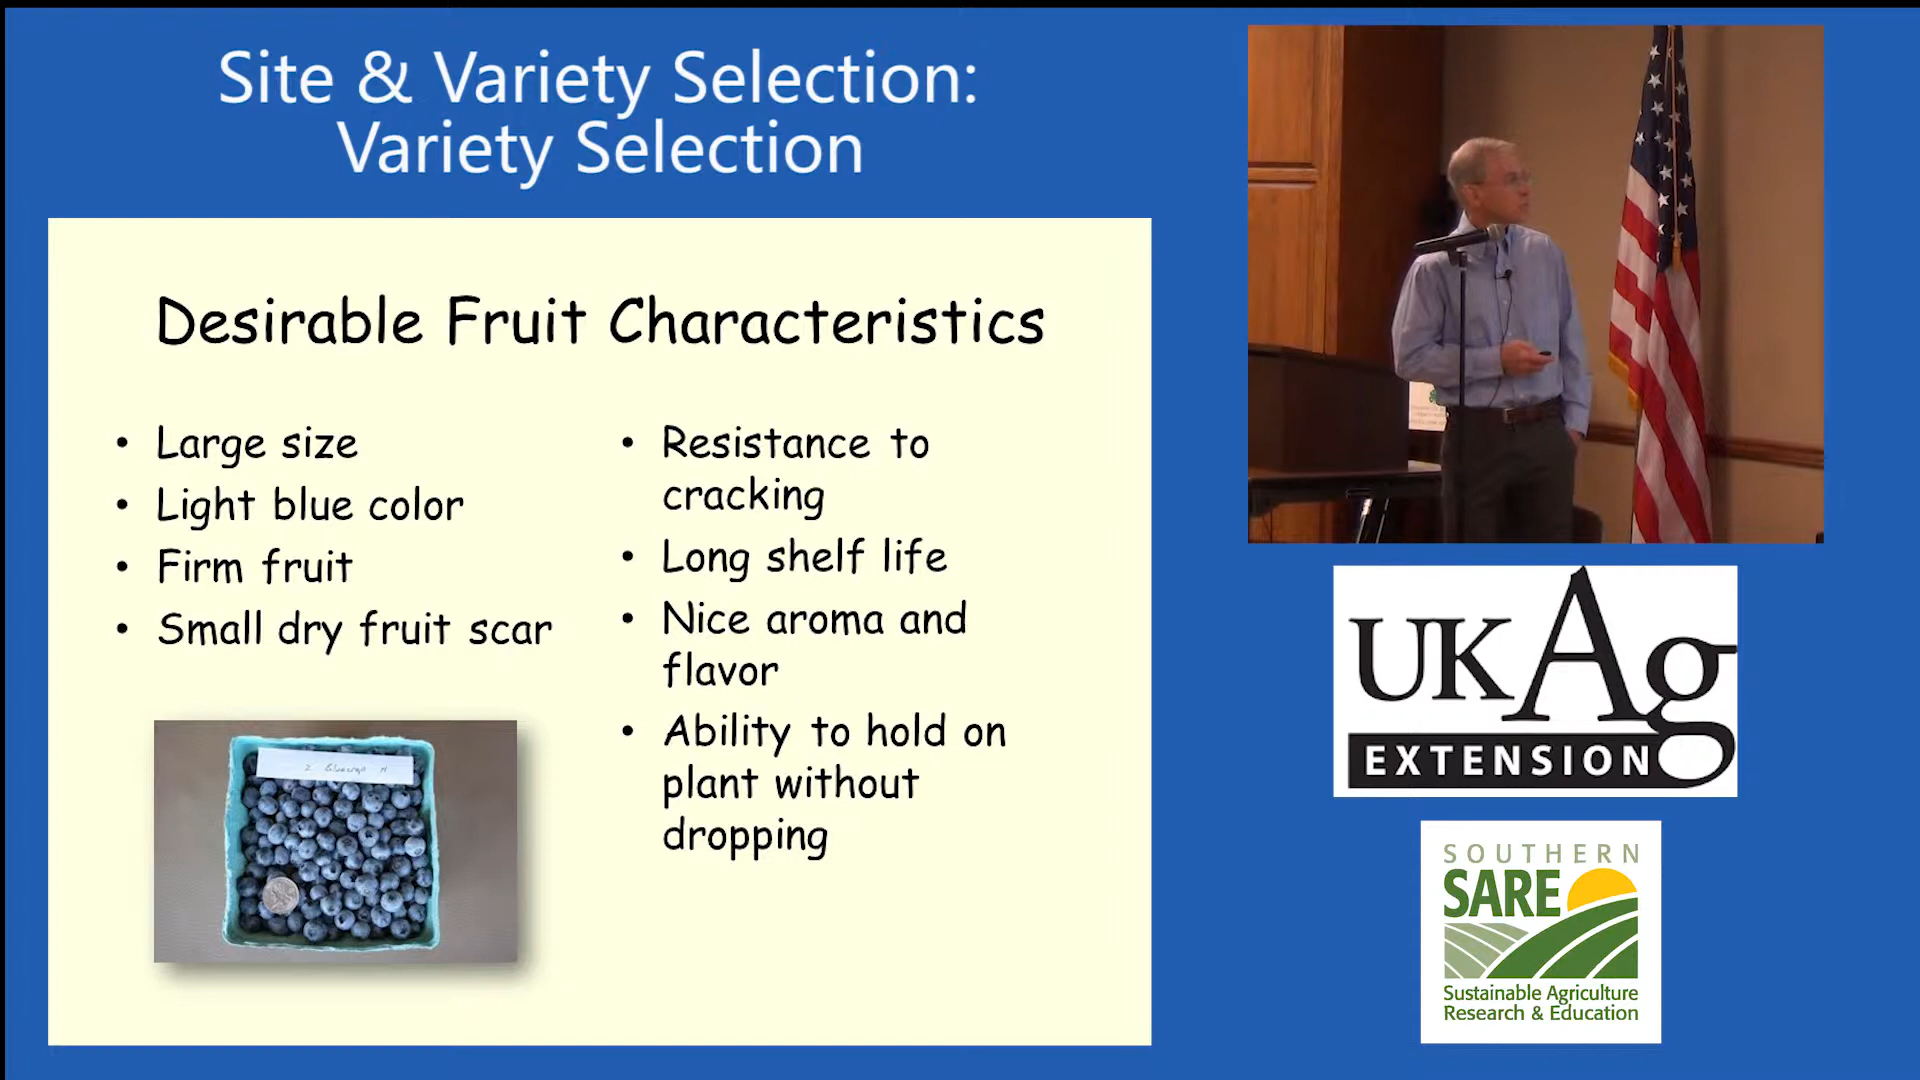 Site & Variety Selection:
Variety Selection
Desirable Fruit Characteristics
• Large size
• Light blue color
• Firm fruit
• Small dry fruit scar
• Resistance to
cracking
• Long shelf life
• Nice aroma and
flavor
• Ability to hold on
plant without
dropping
UKAg
EXTENSION
SOUTHERN
SARE
Sustainable Agriculture
Research & Education